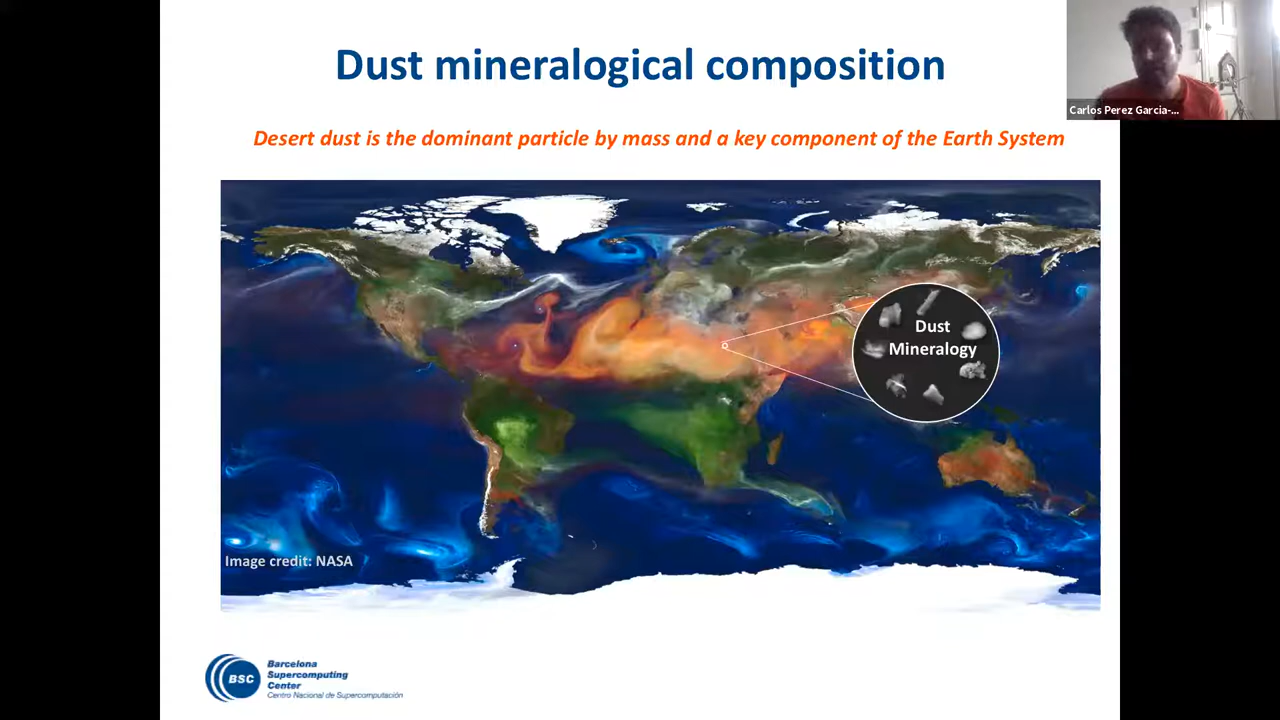 Dust mineralogical composition
Carlos Perez Garcia-...
Desert dust is the dominant particle by mass and a key component of the Earth System
Dust
Mineralogy
Image credit: NASA
BSC
Barcelona
Supercomputing
Center
Centro Nacional de Supercomputación